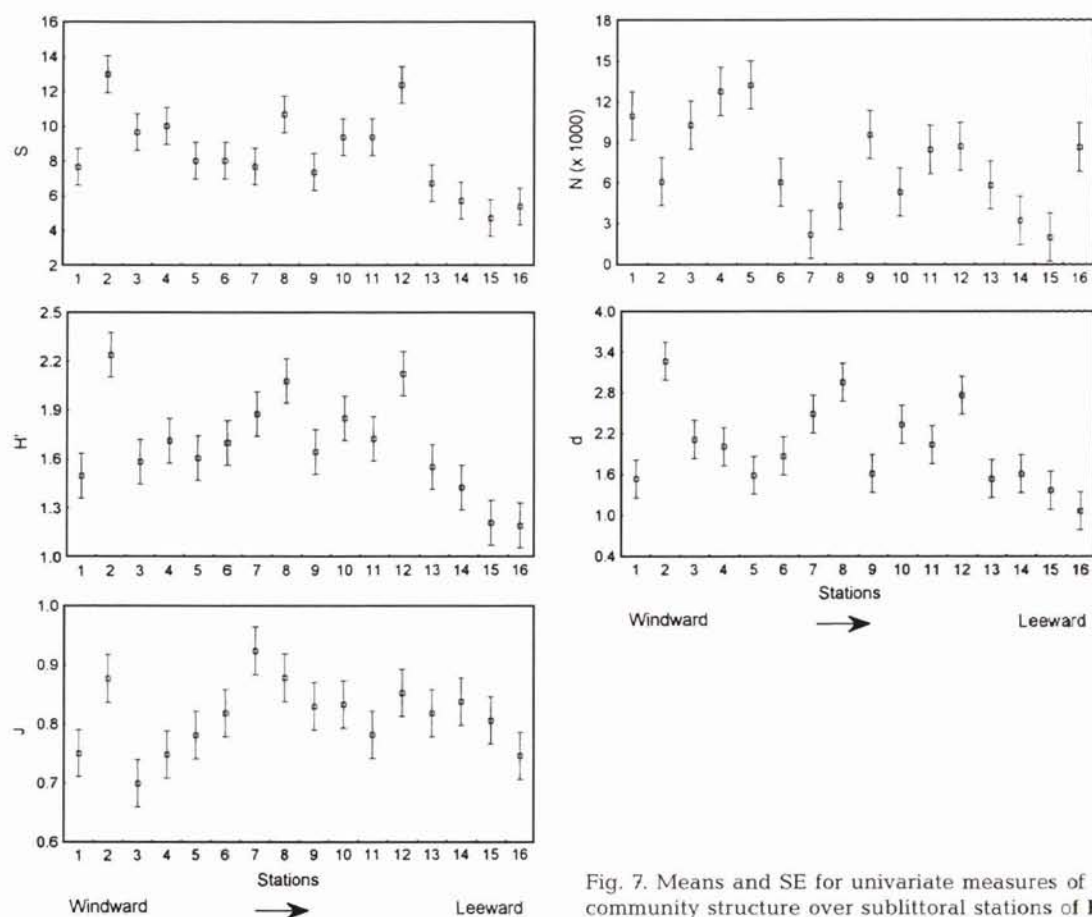 16
14
12
10
8
6
4
2
S
1 2 3 4 5 6 7 8 9 10 11 12 13 14 15 16
15
12
9
6
3
0
N (x 1000)
1 2 3 4 5 6 7 8 9 10 11 12 13 14 15 16
2.5
2.2
1.9
1.6
1.3
1.0
H'
1 2 3 4 5 6 7 8 9 10 11 12 13 14 15 16
4.0
3.4
2.8
2.2
1.6
1.0
0.4
d
1 2 3 4 5 6 7 8 9 10 11 12 13 14 15 16
Stations
Windward Leeward
1.0
0.9
0.8
0.7
0.6
J
1 2 3 4 5 6 7 8 9 10 11 12 13 14 15 16
Stations
Windward Leeward
Fig. 7. Means and SE for univariate measures of
community structure over sublittoral stations of